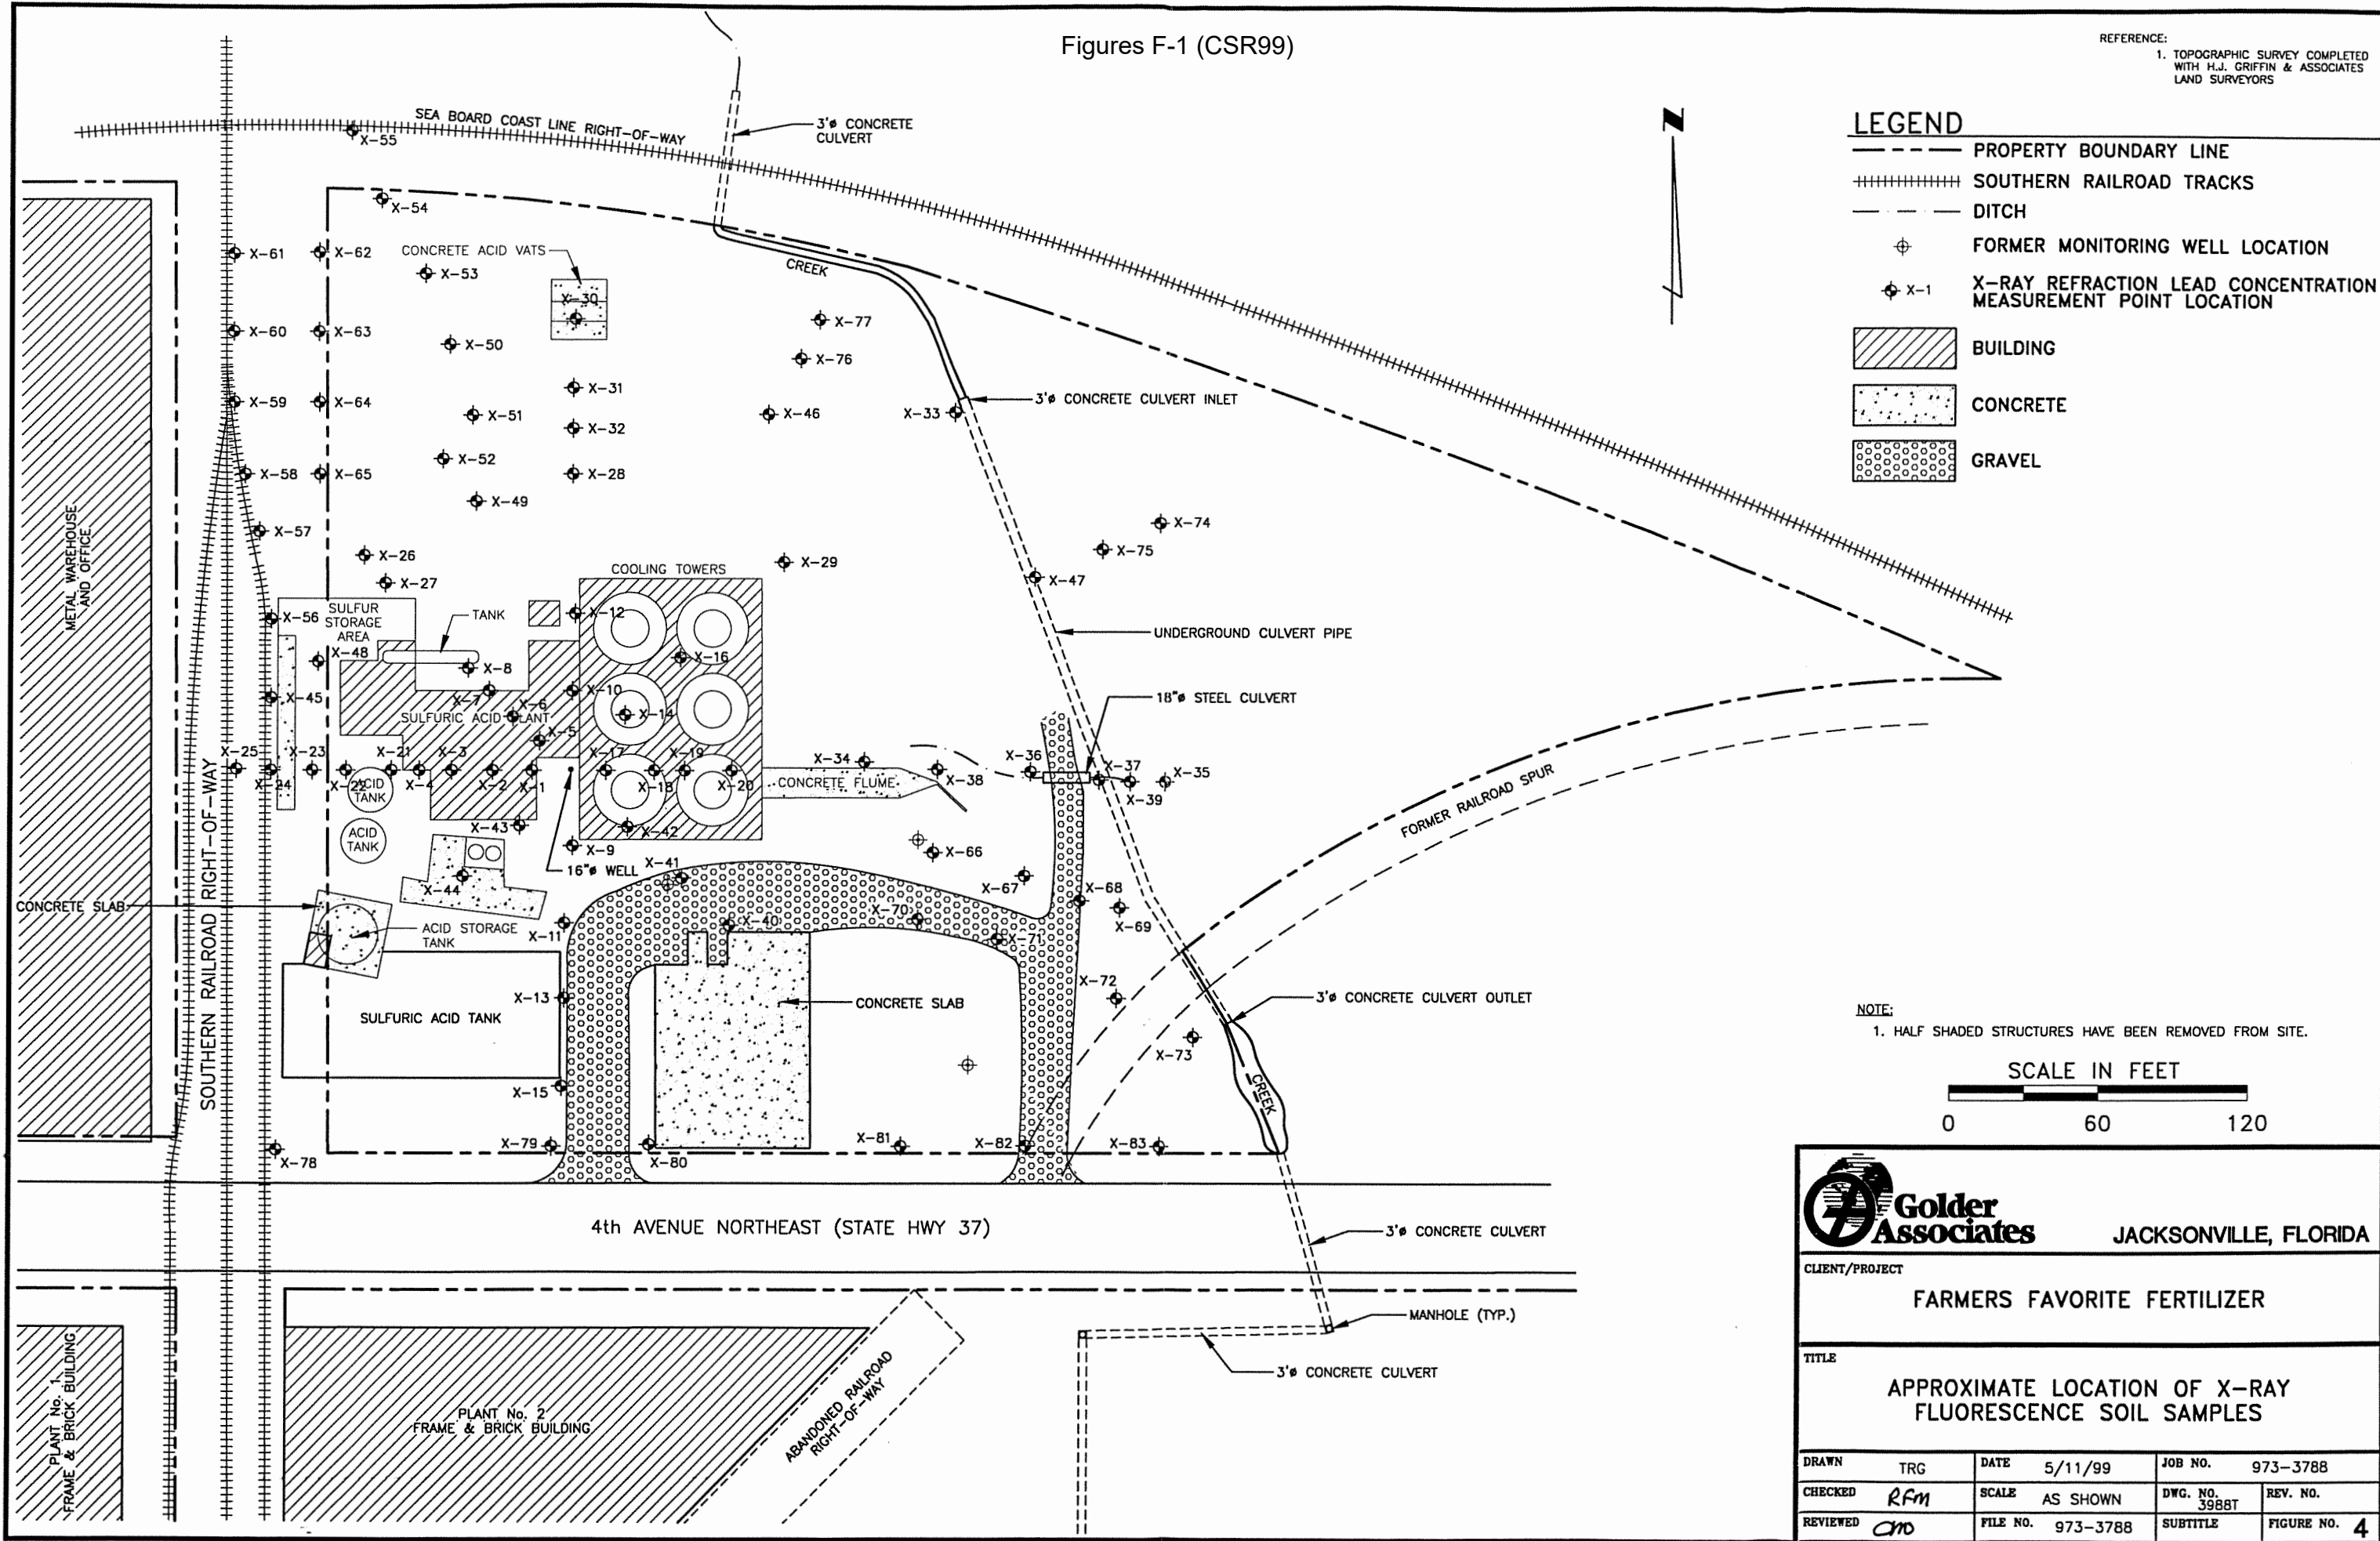 Figures F-1 (CSR99)
REFERENCE:
1. TOPOGRAPHIC SURVEY COMPLETED
WITH H.J. GRIFFIN & ASSOCIATES
LAND SURVEYORS
N
LEGEND
PROPERTY BOUNDARY LINE
SOUTHERN RAILROAD TRACKS
DITCH
FORMER MONITORING WELL LOCATION
X-1
X-RAY REFRACTION LEAD CONCENTRATION
MEASUREMENT POINT LOCATION
BUILDING
CONCRETE
GRAVEL
SEA BOARD COAST LINE RIGHT-OF-WAY
3'ø CONCRETE
CULVERT
X-55
X-54
X-61
X-62
CONCRETE ACID VATS
X-53
CREEK
X-30
X-60
X-63
X-50
X-77
X-76
X-31
X-59
X-64
X-51
X-32
X-46
X-33
3'ø CONCRETE CULVERT INLET
X-52
X-58
X-65
X-28
X-49
METAL WAREHOUSE
AND OFFICE
X-57
X-26
X-27
X-29
X-74
X-75
X-47
COOLING TOWERS
X-56
SULFUR
STORAGE
AREA
TANK
X-12
UNDERGROUND CULVERT PIPE
X-48
X-8
X-16
X-45
X-7
X-10
X-6
SULFURIC ACID PLANT
X-14
X-5
18"ø STEEL CULVERT
X-25
X-23
X-21
X-3
X-17
X-19
X-34
X-36
X-37
X-35
X-24
X-22
X-4
X-2
X-1
X-18
X-20
CONCRETE FLUME
X-38
X-39
ACID
TANK
FORMER RAILROAD SPUR
ACID
TANK
X-43
X-42
X-9
16"ø WELL
X-41
X-66
X-44
X-67
X-68
X-69
CONCRETE SLAB
ACID STORAGE
TANK
X-11
X-40
X-70
X-71
SOUTHERN RAILROAD RIGHT-OF-WAY
X-13
SULFURIC ACID TANK
CONCRETE SLAB
X-72
3'ø CONCRETE CULVERT OUTLET
X-73
X-15
CREEK
X-78
X-79
X-80
X-81
X-82
X-83
NOTE:
1. HALF SHADED STRUCTURES HAVE BEEN REMOVED FROM SITE.
SCALE IN FEET
0 60 120
4th AVENUE NORTHEAST (STATE HWY 37)
3'ø CONCRETE CULVERT
MANHOLE (TYP.)
3'ø CONCRETE CULVERT
PLANT No. 1
FRAME & BRICK BUILDING
PLANT No. 2
FRAME & BRICK BUILDING
ABANDONED RAILROAD
RIGHT-OF-WAY
Golder
Associates
JACKSONVILLE, FLORIDA
CLIENT/PROJECT
FARMERS FAVORITE FERTILIZER
TITLE
APPROXIMATE LOCATION OF X-RAY
FLUORESCENCE SOIL SAMPLES
DRAWN TRG DATE 5/11/99 JOB NO. 973-3788
CHECKED RFM SCALE AS SHOWN DWG. NO. 3988T REV. NO.
REVIEWED FILE NO. 973-3788 SUBTITLE FIGURE NO. 4